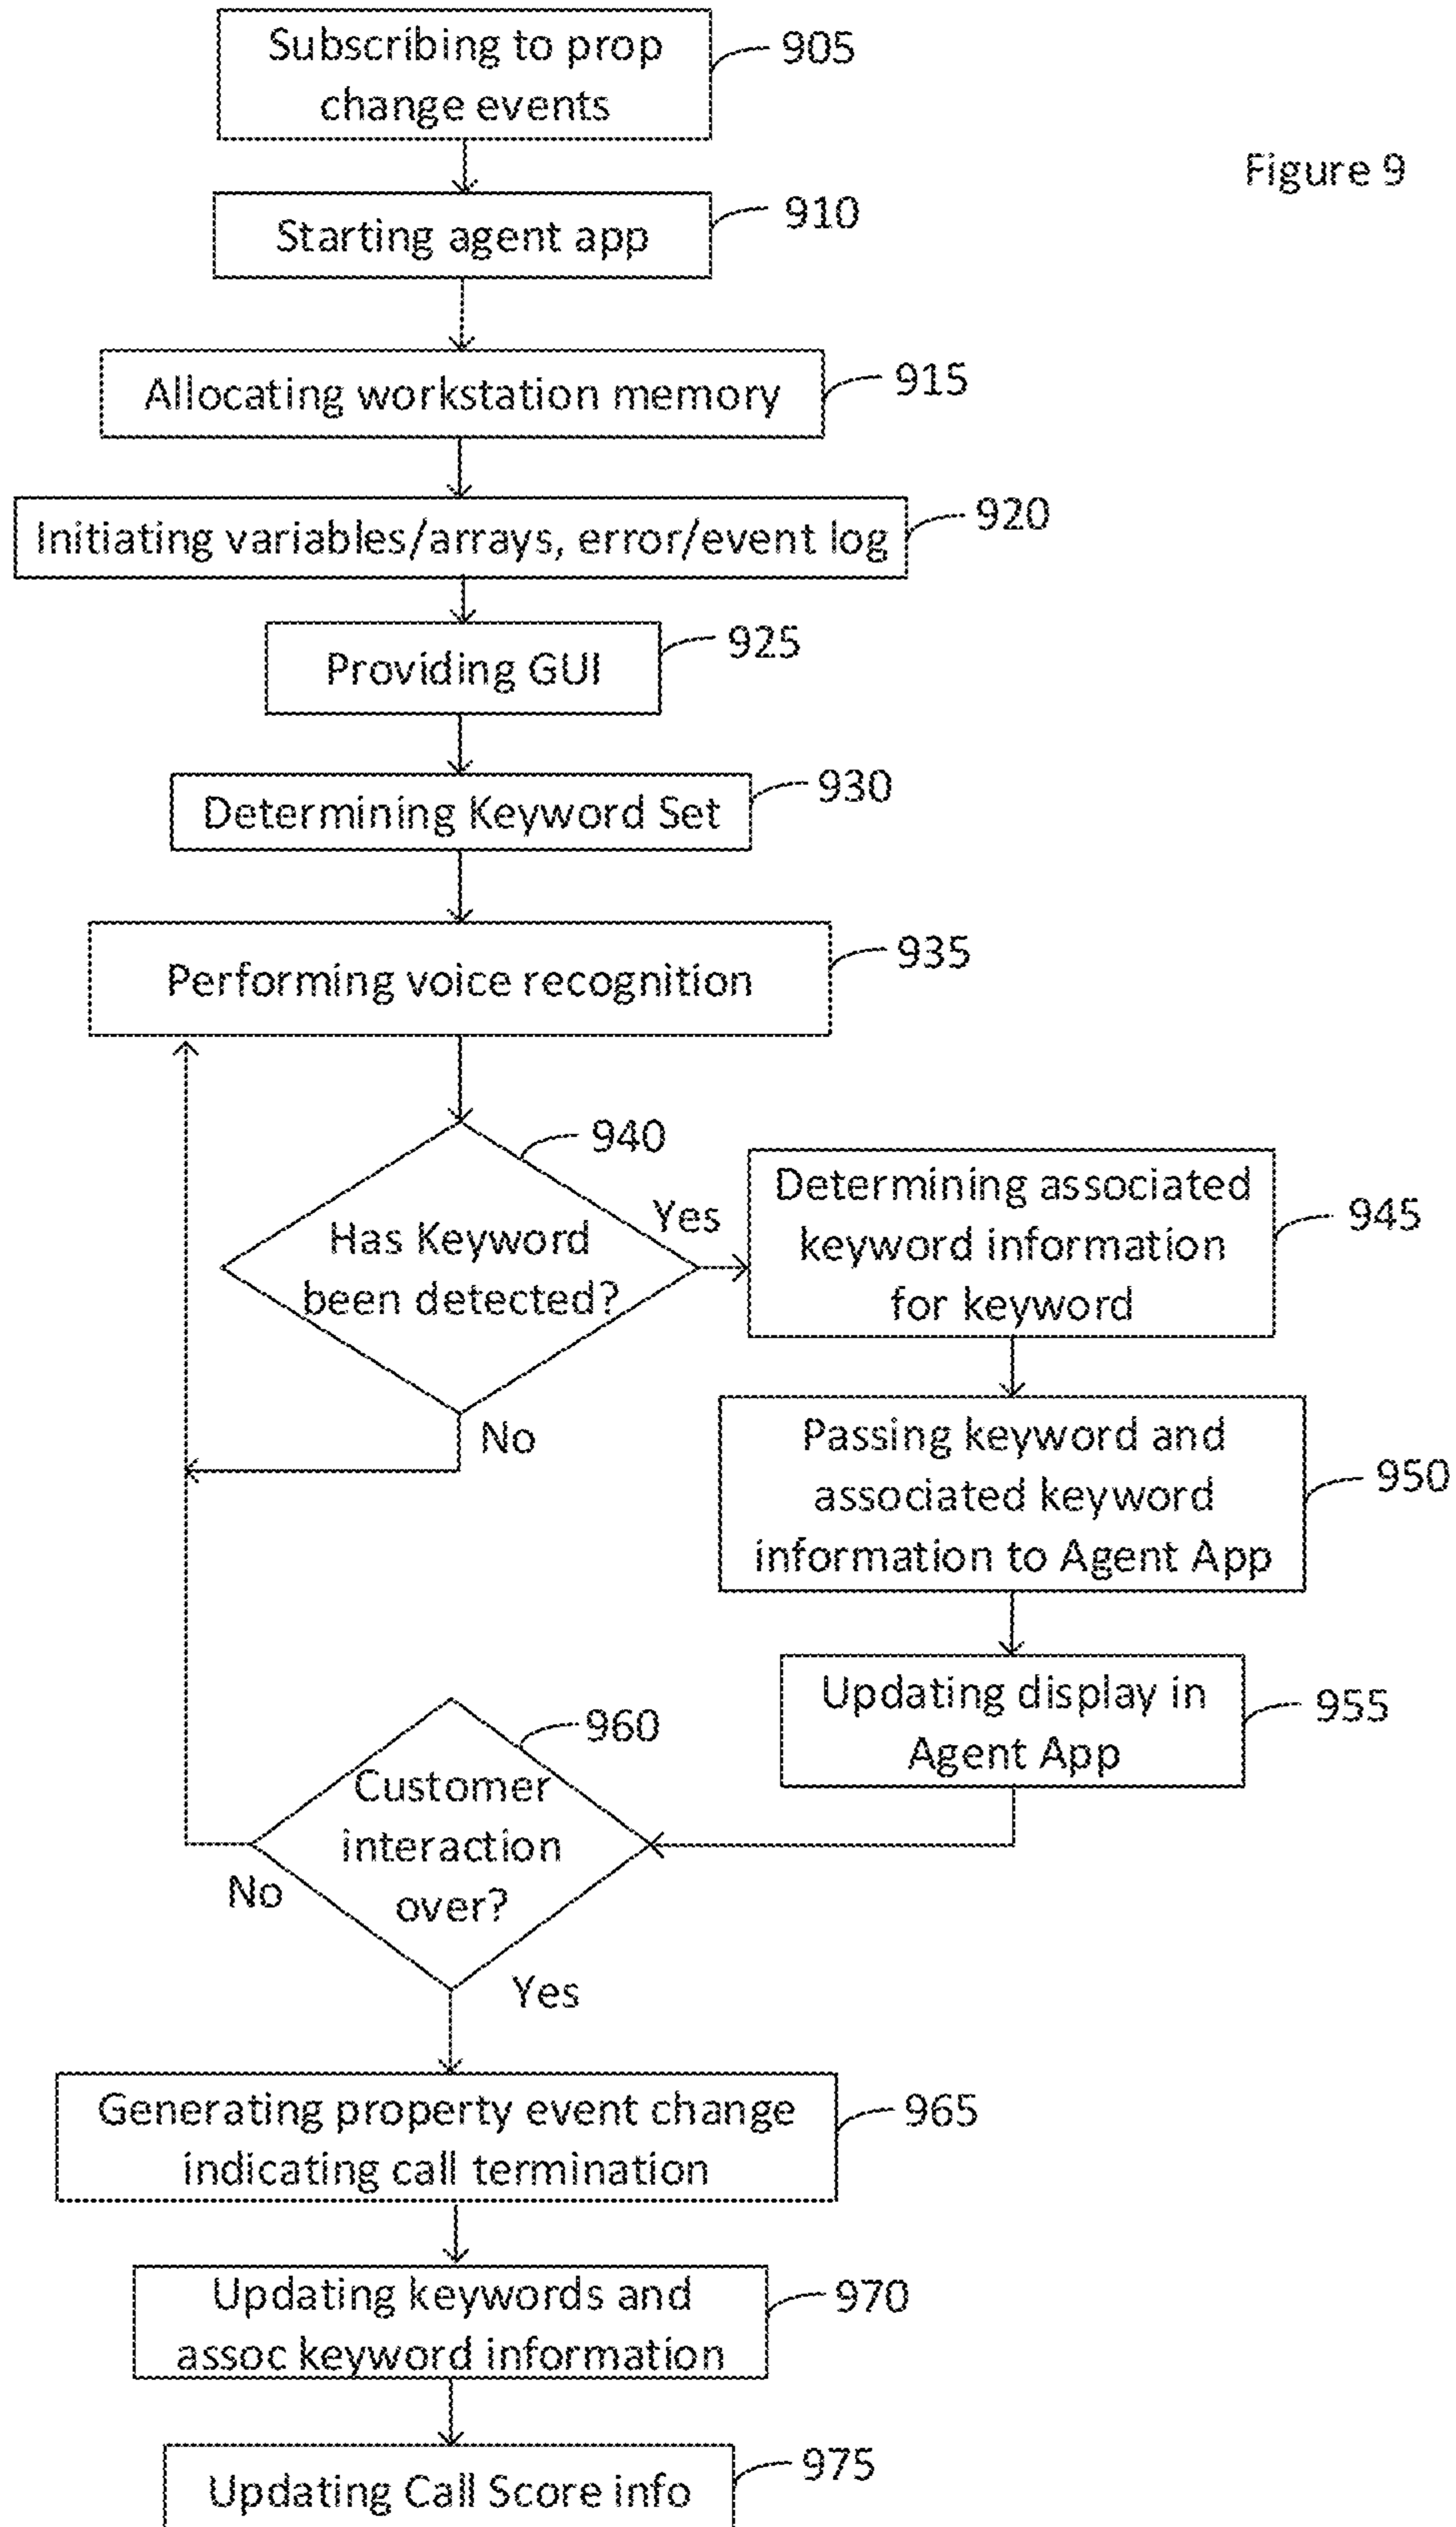 Subscribing to prop
change events
905
Figure 9
Starting agent app
910
Allocating workstation memory
915
Initiating variables/arrays, error/event log
920
Providing GUI
925
Determining Keyword Set
930
Performing voice recognition
935
940
Has Keyword
been detected?
Yes
No
Determining associated
keyword information
for keyword
945
Passing keyword and
associated keyword
information to Agent App
950
Updating display in
Agent App
955
960
Customer
interaction
over?
No
Yes
Generating property event change
indicating call termination
965
Updating keywords and
assoc keyword information
970
Updating Call Score info
975